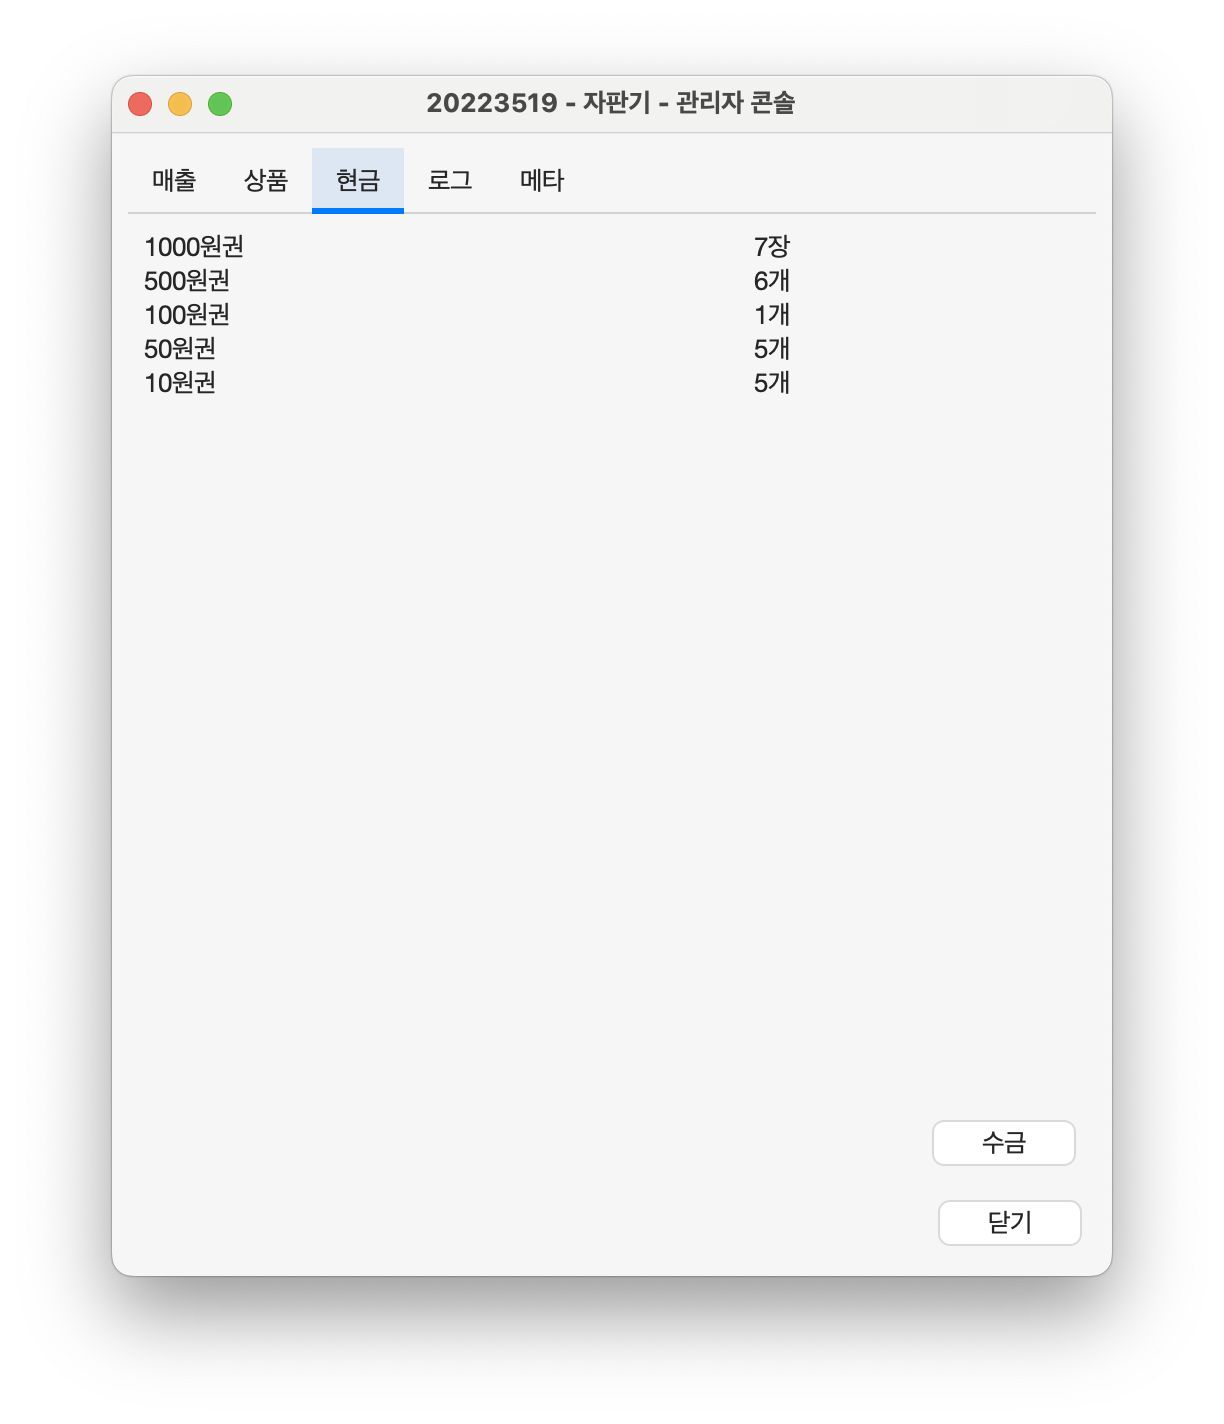 20223519 - 자판기 - 관리자 콘솔
매출 상품 현금 로그 메타
1000원권 7장
500원권 6개
100원권 1개
50원권 5개
10원권 5개
수금
닫기